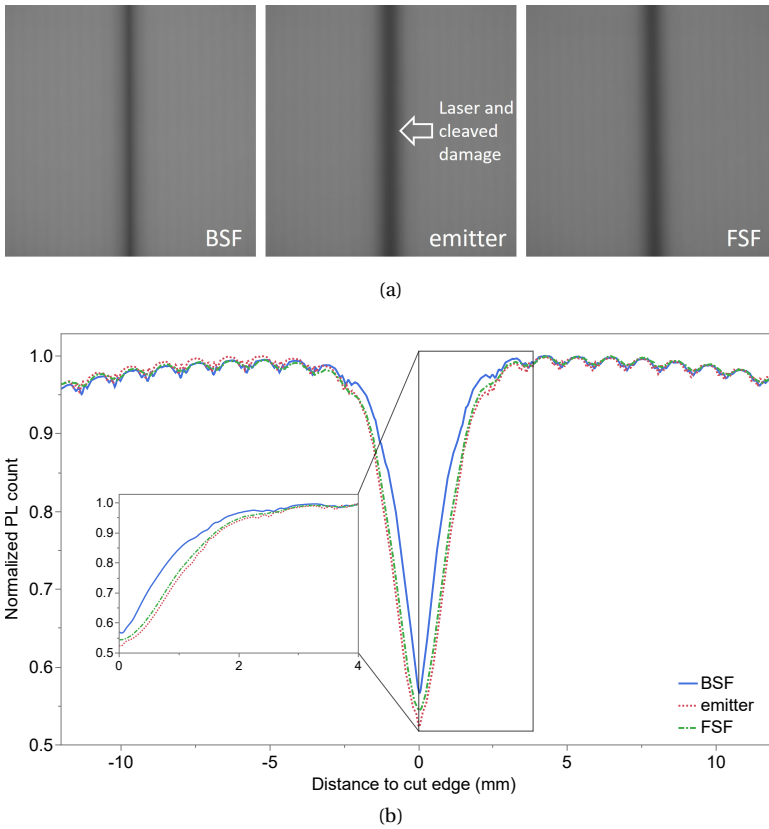 BSF
Laser and
cleaved
damage
emitter
FSF
(a)
Normalized PL count
1.0
0.9
0.8
0.7
0.6
0.5
1.0
0.9
0.8
0.7
0.6
0.5
0
2
4
BSF
emitter
FSF
-10
-5
0
5
10
Distance to cut edge (mm)
(b)